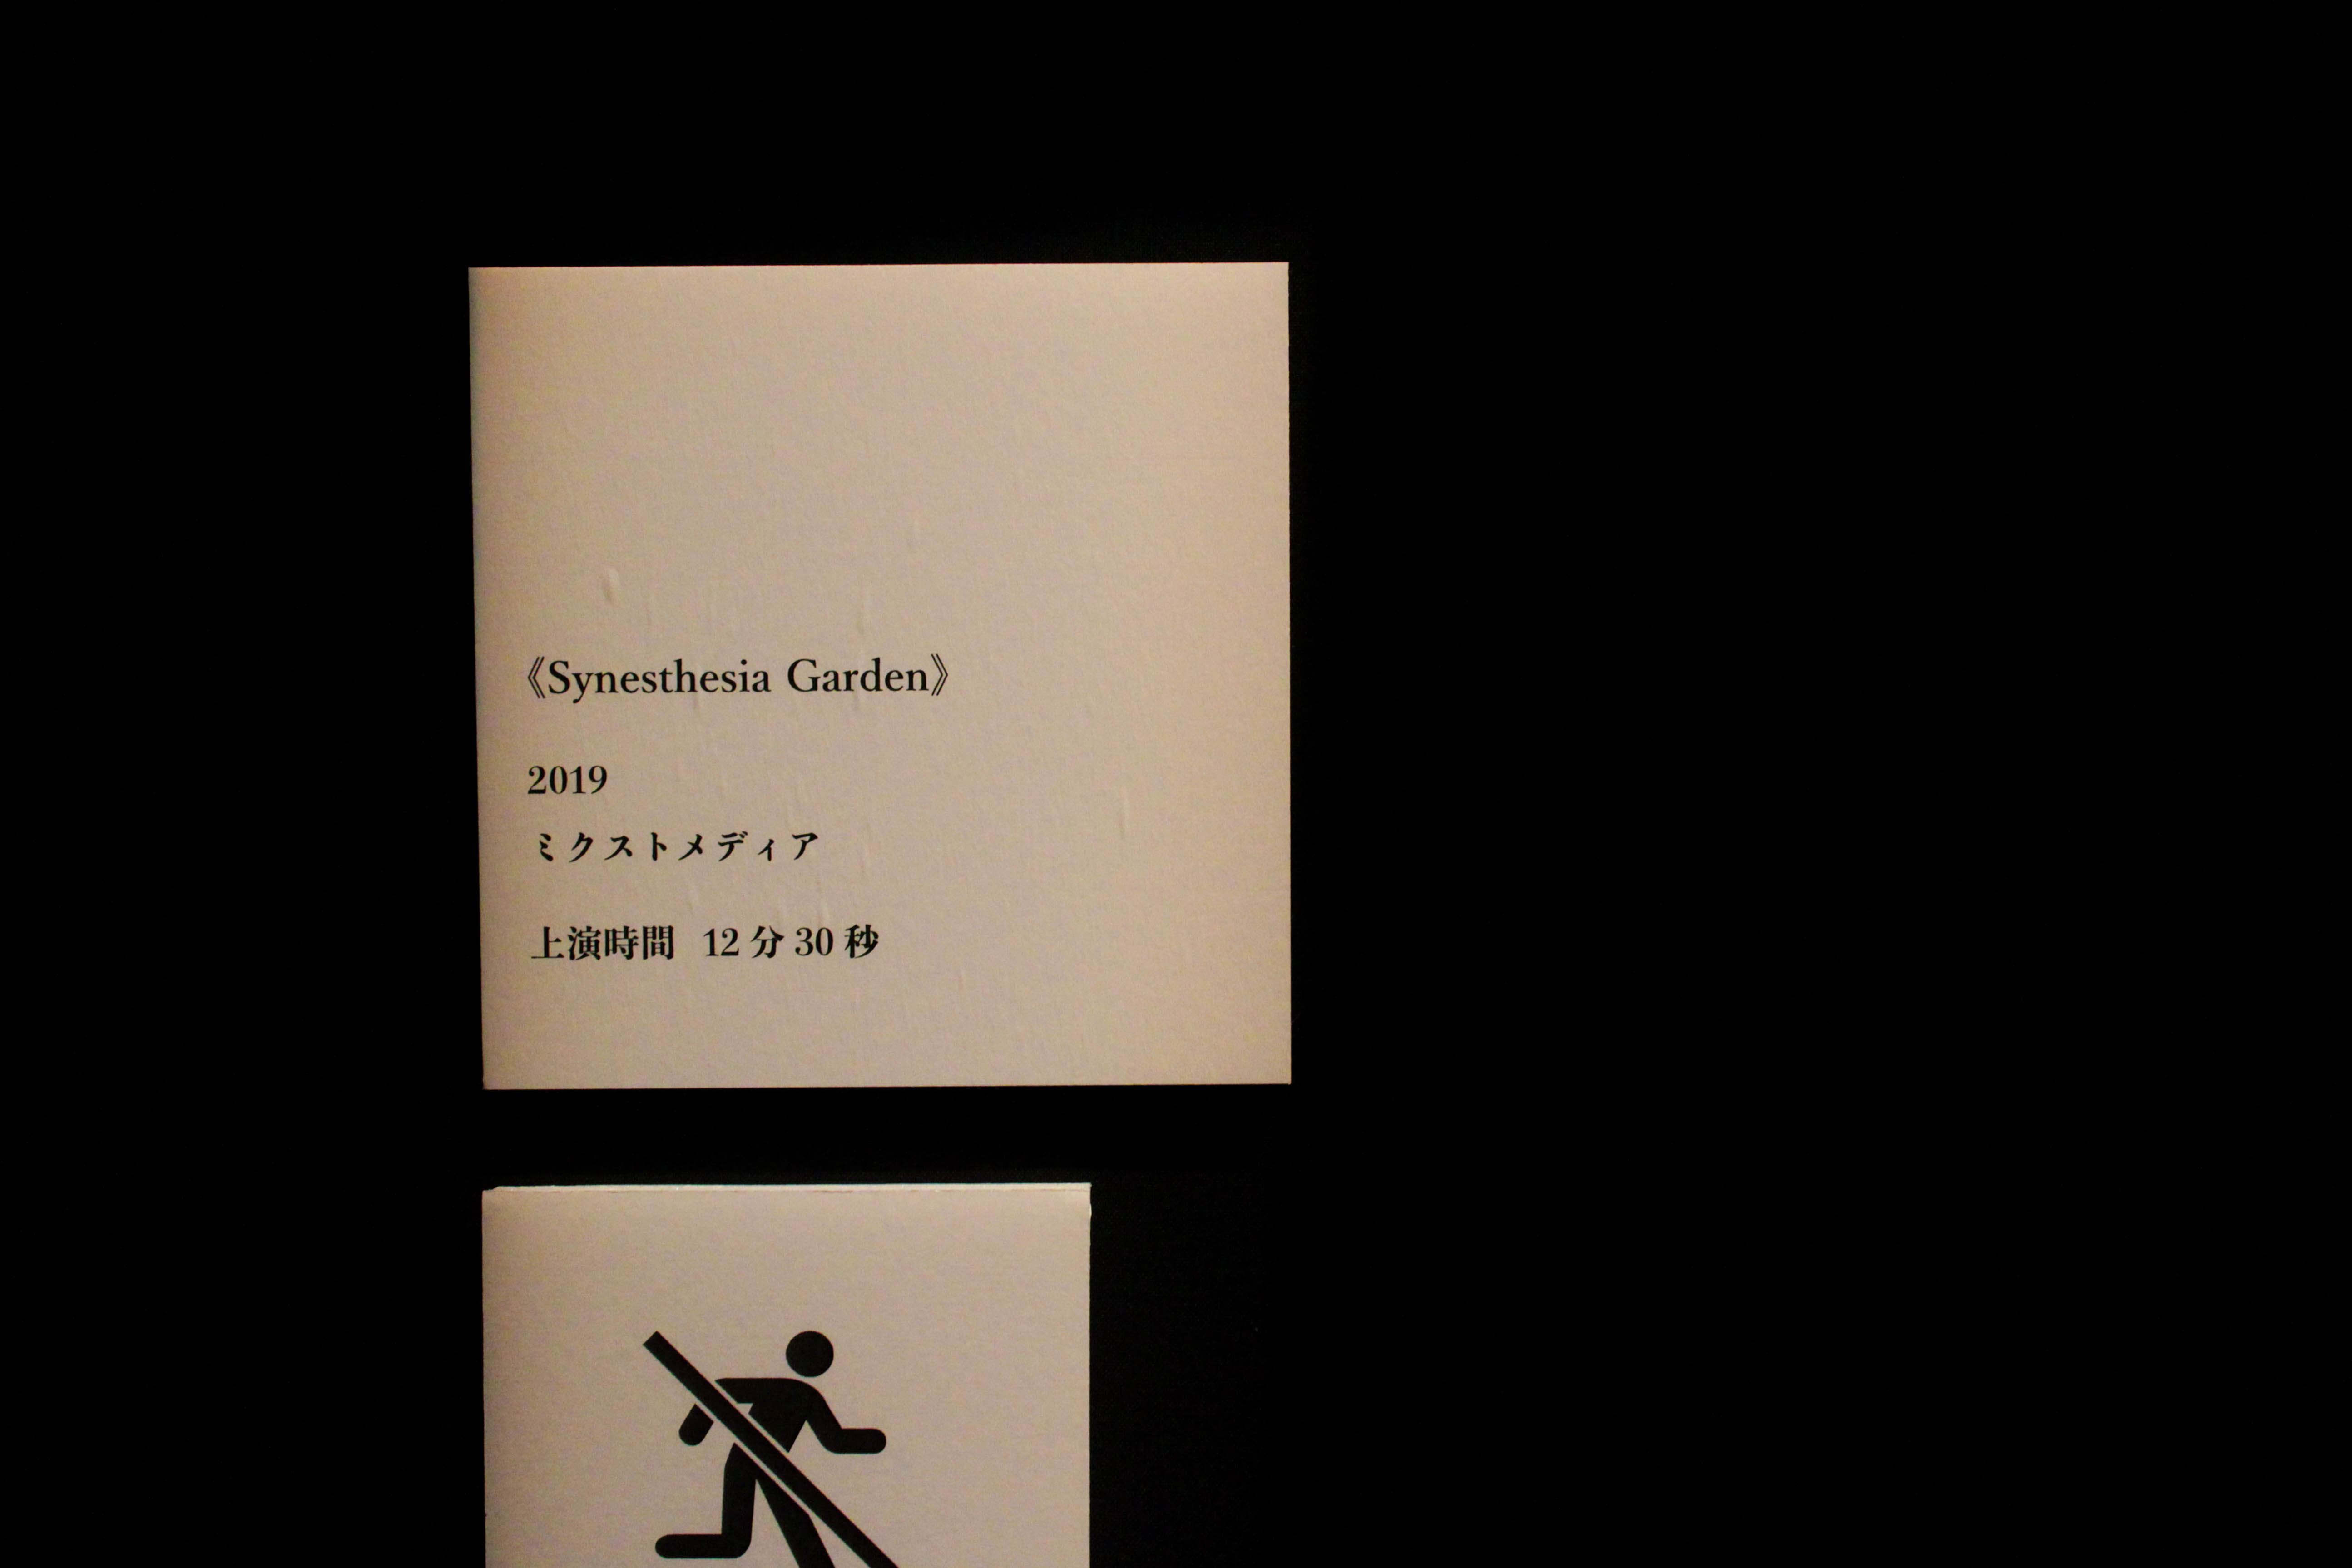 《Synesthesia Garden》
2019
ミクストメディア
上演時間 12分30秒